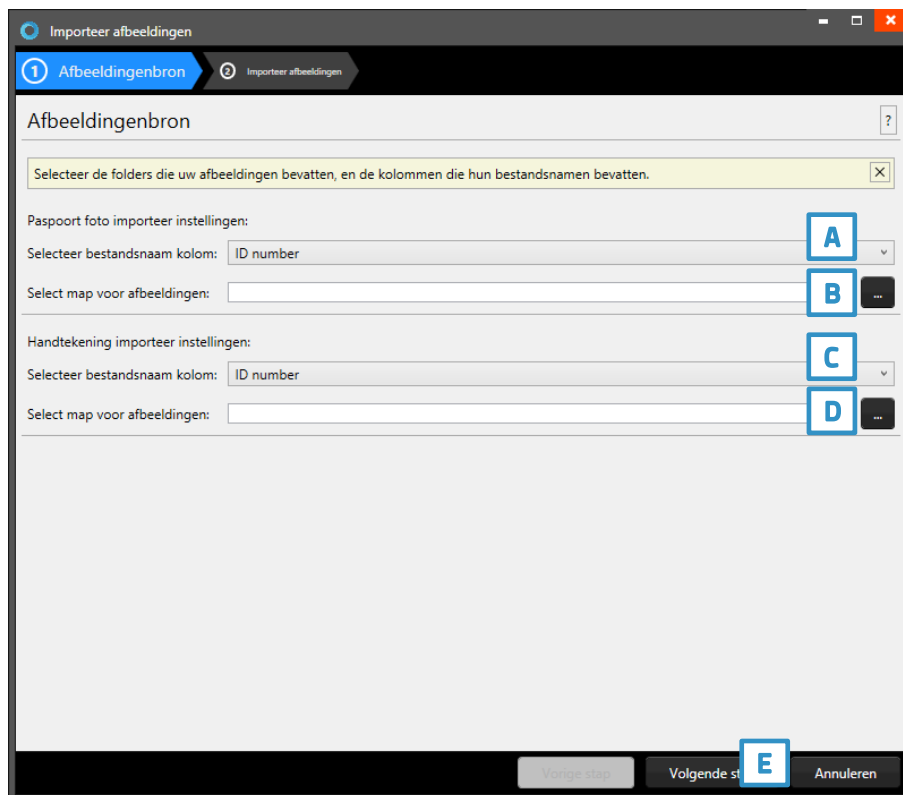 Importeer afbeeldingen
1 Afbeeldingenbron 2 Importeer afbeeldingen
Afbeeldingenbron ?
Selecteer de folders die uw afbeeldingen bevatten, en de kolommen die hun bestandsnamen bevatten.
Paspoort foto importeer instellingen:
Selecteer bestandsnaam kolom: ID number A
Select map voor afbeeldingen: B ...
Handtekening importeer instellingen:
Selecteer bestandsnaam kolom: ID number C
Select map voor afbeeldingen: D ...
Vorige stap Volgende E Annuleren